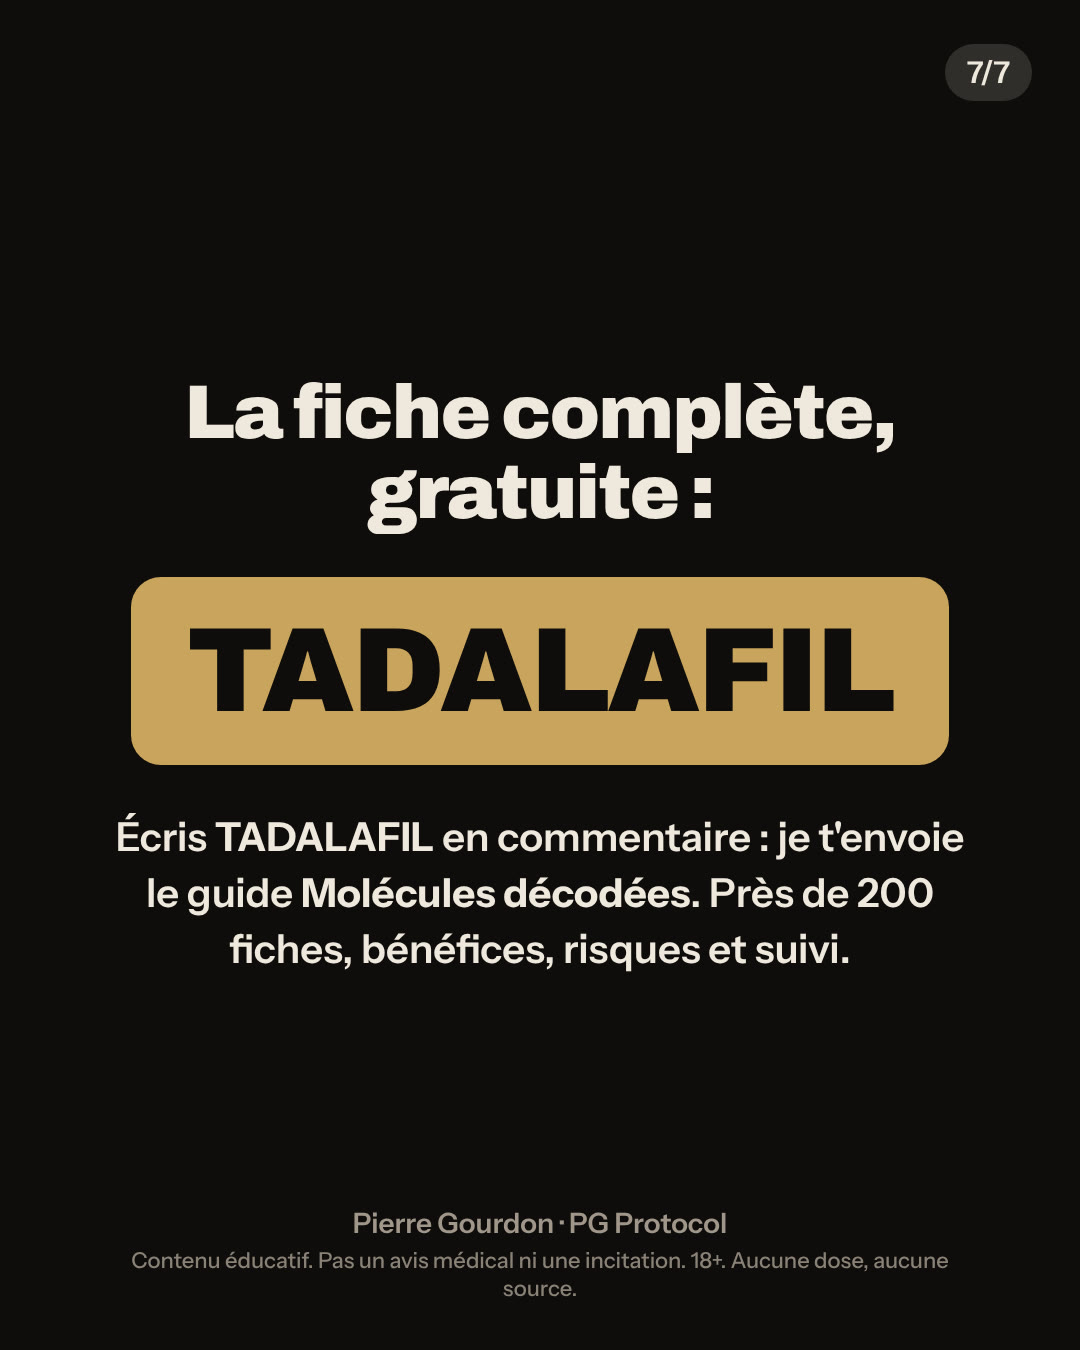 7/7
La fiche complète,
gratuite :
TADALAFIL
Écris TADALAFIL en commentaire : je t'envoie
le guide Molécules décodées. Près de 200
fiches, bénéfices, risques et suivi.
Pierre Gourdon · PG Protocol
Contenu éducatif. Pas un avis médical ni une incitation. 18+. Aucune dose, aucune
source.